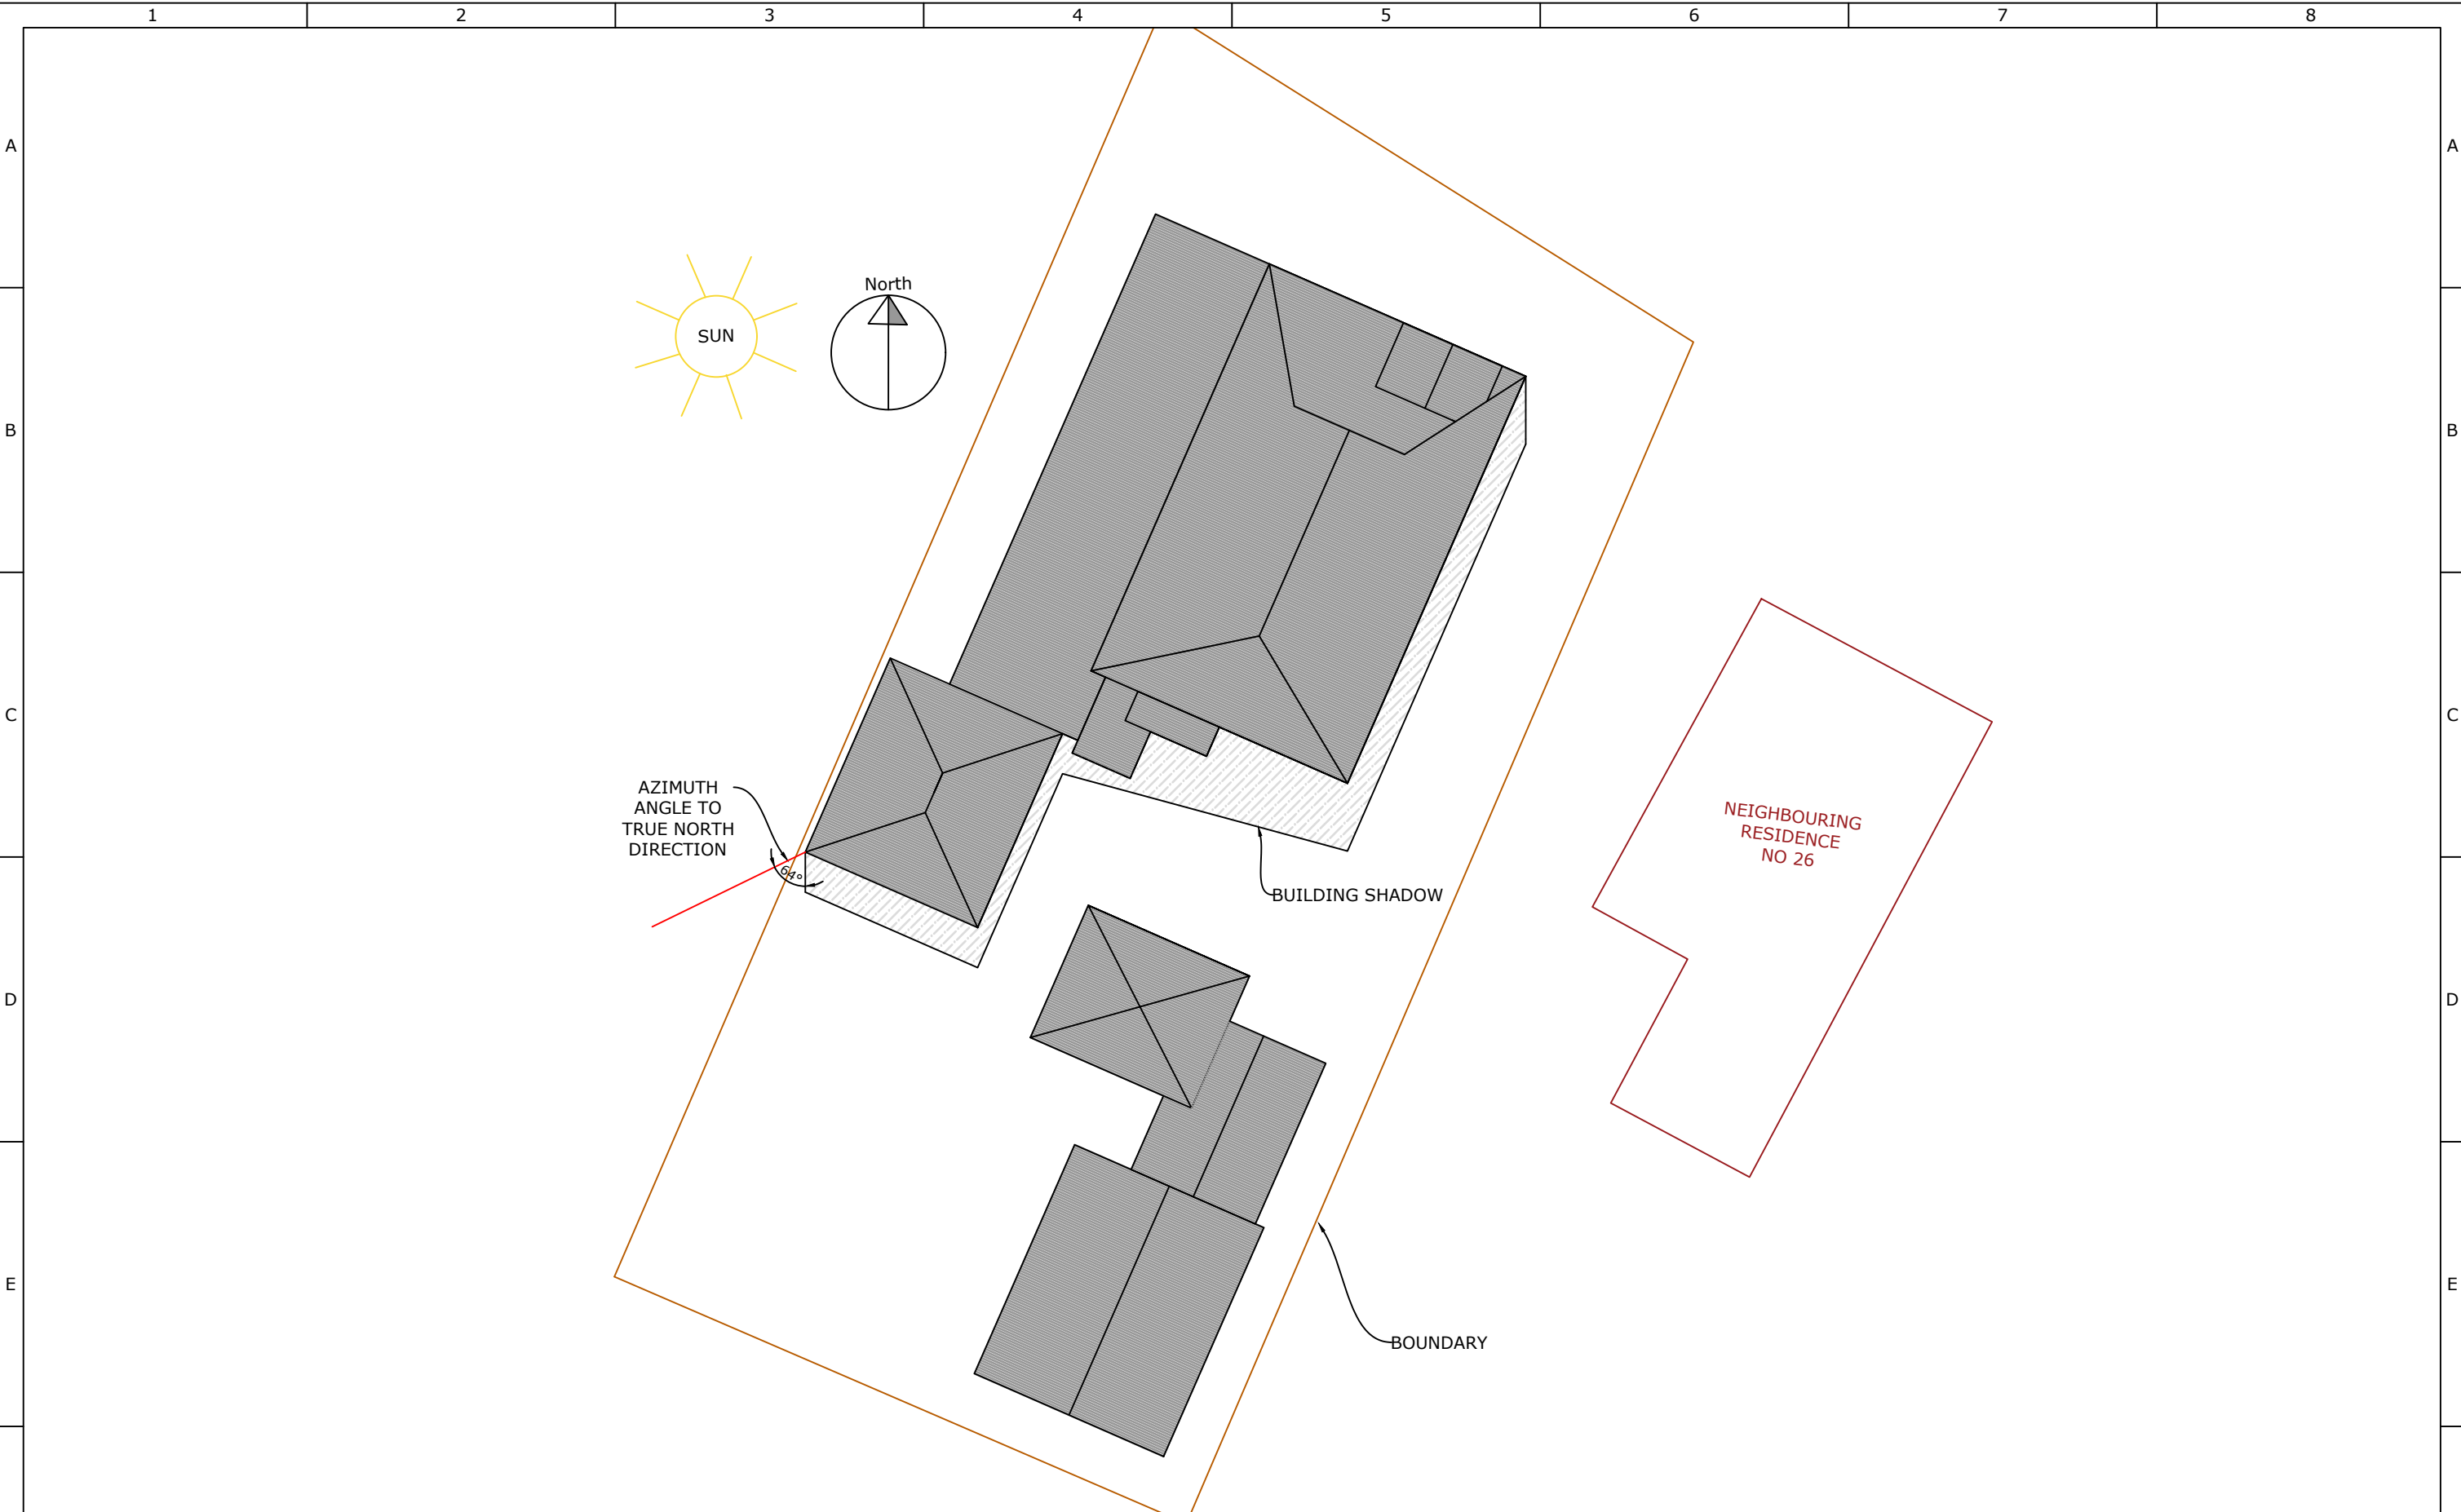 1 2 3 4 5 6 7 8
A A
North
SUN
B B
C C
AZIMUTH
ANGLE TO
TRUE NORTH
DIRECTION
64°
NEIGHBOURING
RESIDENCE
NO 26
BUILDING SHADOW
D D
E E
BOUNDARY